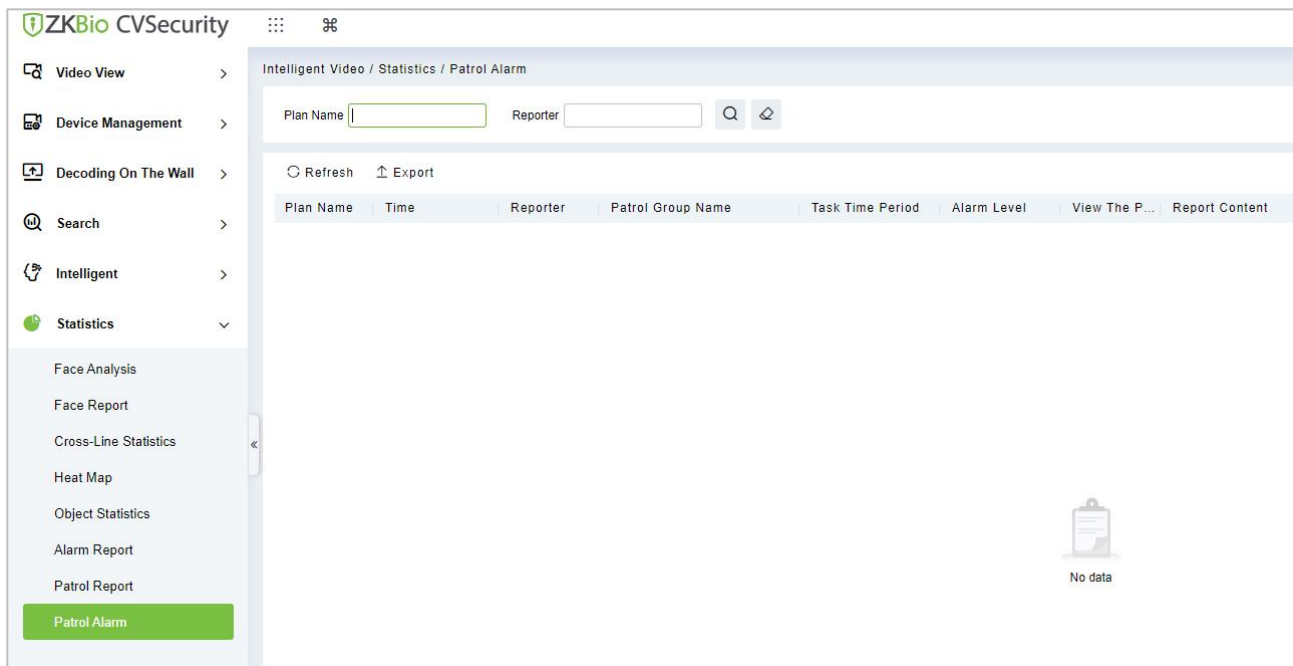 ZKBio CVSecurity
Video View
Device Management
Decoding On The Wall
Search
Intelligent
Statistics
Face Analysis
Face Report
Cross-Line Statistics
Heat Map
Object Statistics
Alarm Report
Patrol Report
Patrol Alarm
Intelligent Video / Statistics / Patrol Alarm
Plan Name Reporter
Refresh Export
Plan Name Time Reporter Patrol Group Name Task Time Period Alarm Level View The P... Report Content
No data